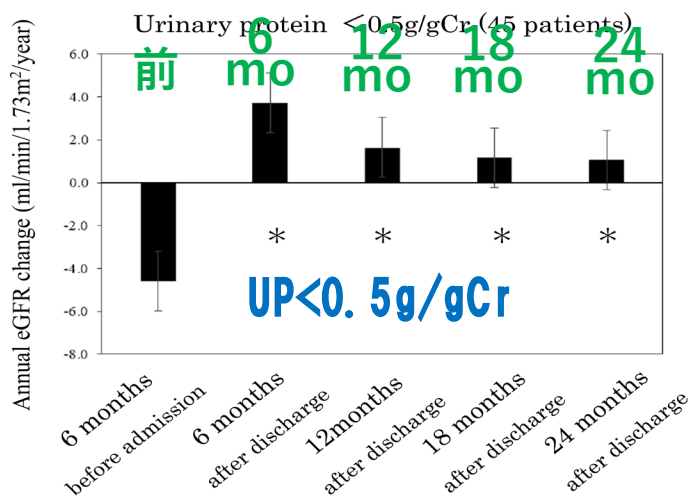 Urinary protein <0.5g/gCr (45 patients)
前
6
mo
12
mo
18
mo
24
mo
Annual eGFR change (ml/min/1.73m²/year)
6.0
4.0
2.0
0.0
-2.0
-4.0
-6.0
-8.0
* * * *
UP<0.5g/gCr
6 months
before admission
6 months
after discharge
12months
after discharge
18 months
after discharge
24 months
after discharge